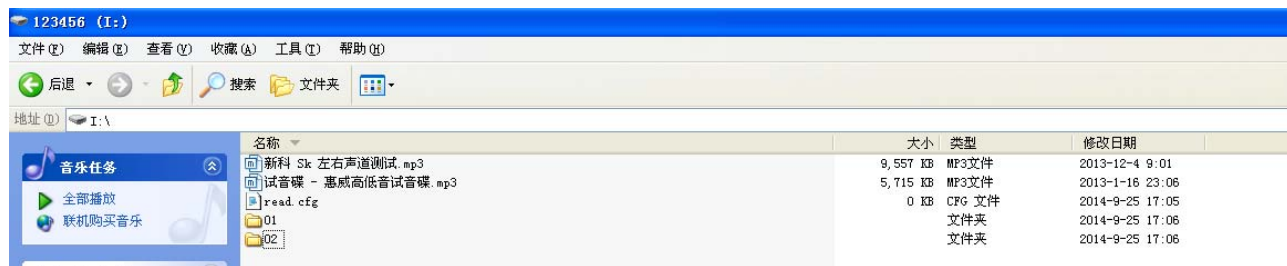 123456 (I:)
文件(F) 编辑(E) 查看(V) 收藏(A) 工具(T) 帮助(H)
后退 搜索 文件夹
地址(D) I:\
名称 大小 类型 修改日期
音乐任务
全部播放
联机购买音乐
新科 Sk 左右声道测试.mp3 9,557 KB MP3文件 2013-12-4 9:01
试音碟 - 惠威高低音试音碟.mp3 5,715 KB MP3文件 2013-1-16 23:06
read.cfg 0 KB CFG 文件 2014-9-25 17:05
01 文件夹 2014-9-25 17:06
02 文件夹 2014-9-25 17:06